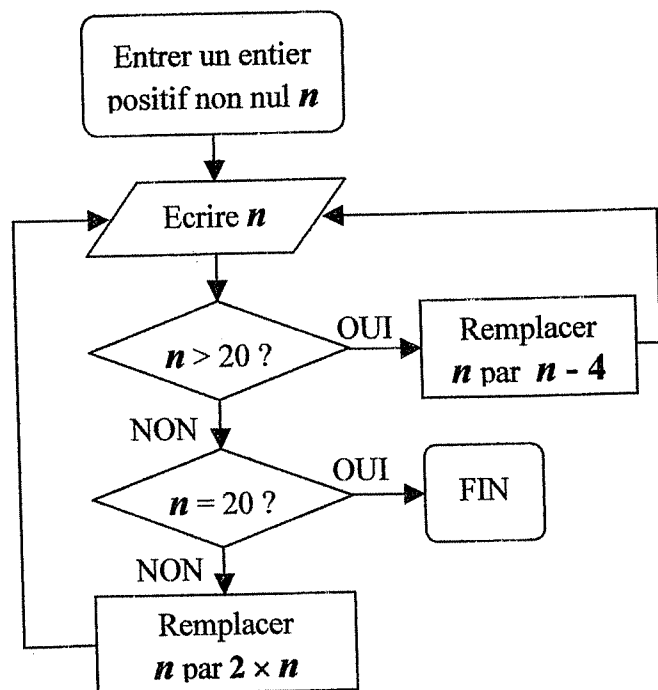 Entrer un entier
positif non nul n
Ecrire n
n > 20 ?
OUI
Remplacer
n par n - 4
NON
n = 20 ?
OUI
FIN
NON
Remplacer
n par 2 × n